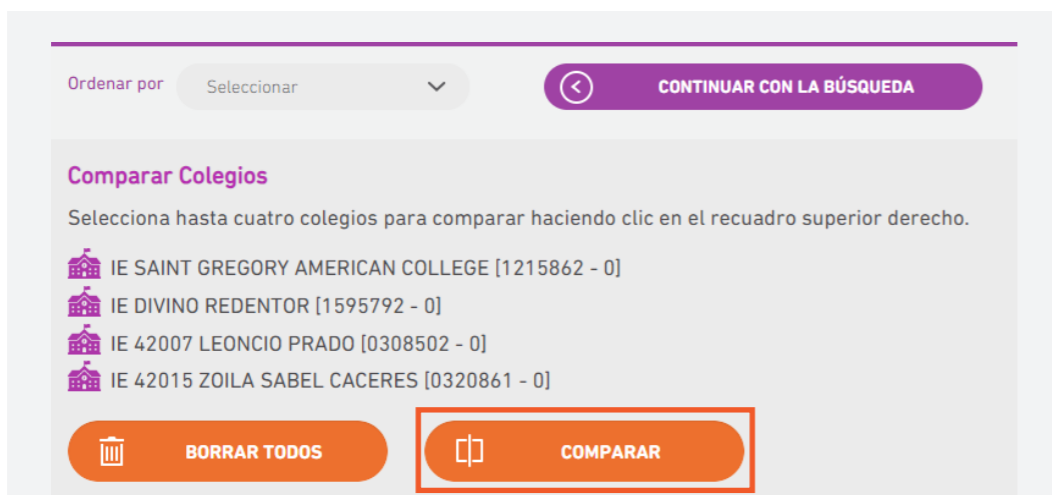 Ordenar por Seleccionar CONTINUAR CON LA BÚSQUEDA
Comparar Colegios
Selecciona hasta cuatro colegios para comparar haciendo clic en el recuadro superior derecho.
IE SAINT GREGORY AMERICAN COLLEGE [1215862 - 0]
IE DIVINO REDENTOR [1595792 - 0]
IE 42007 LEONCIO PRADO [0308502 - 0]
IE 42015 ZOILA SABEL CACERES [0320861 - 0]
BORRAR TODOS COMPARAR